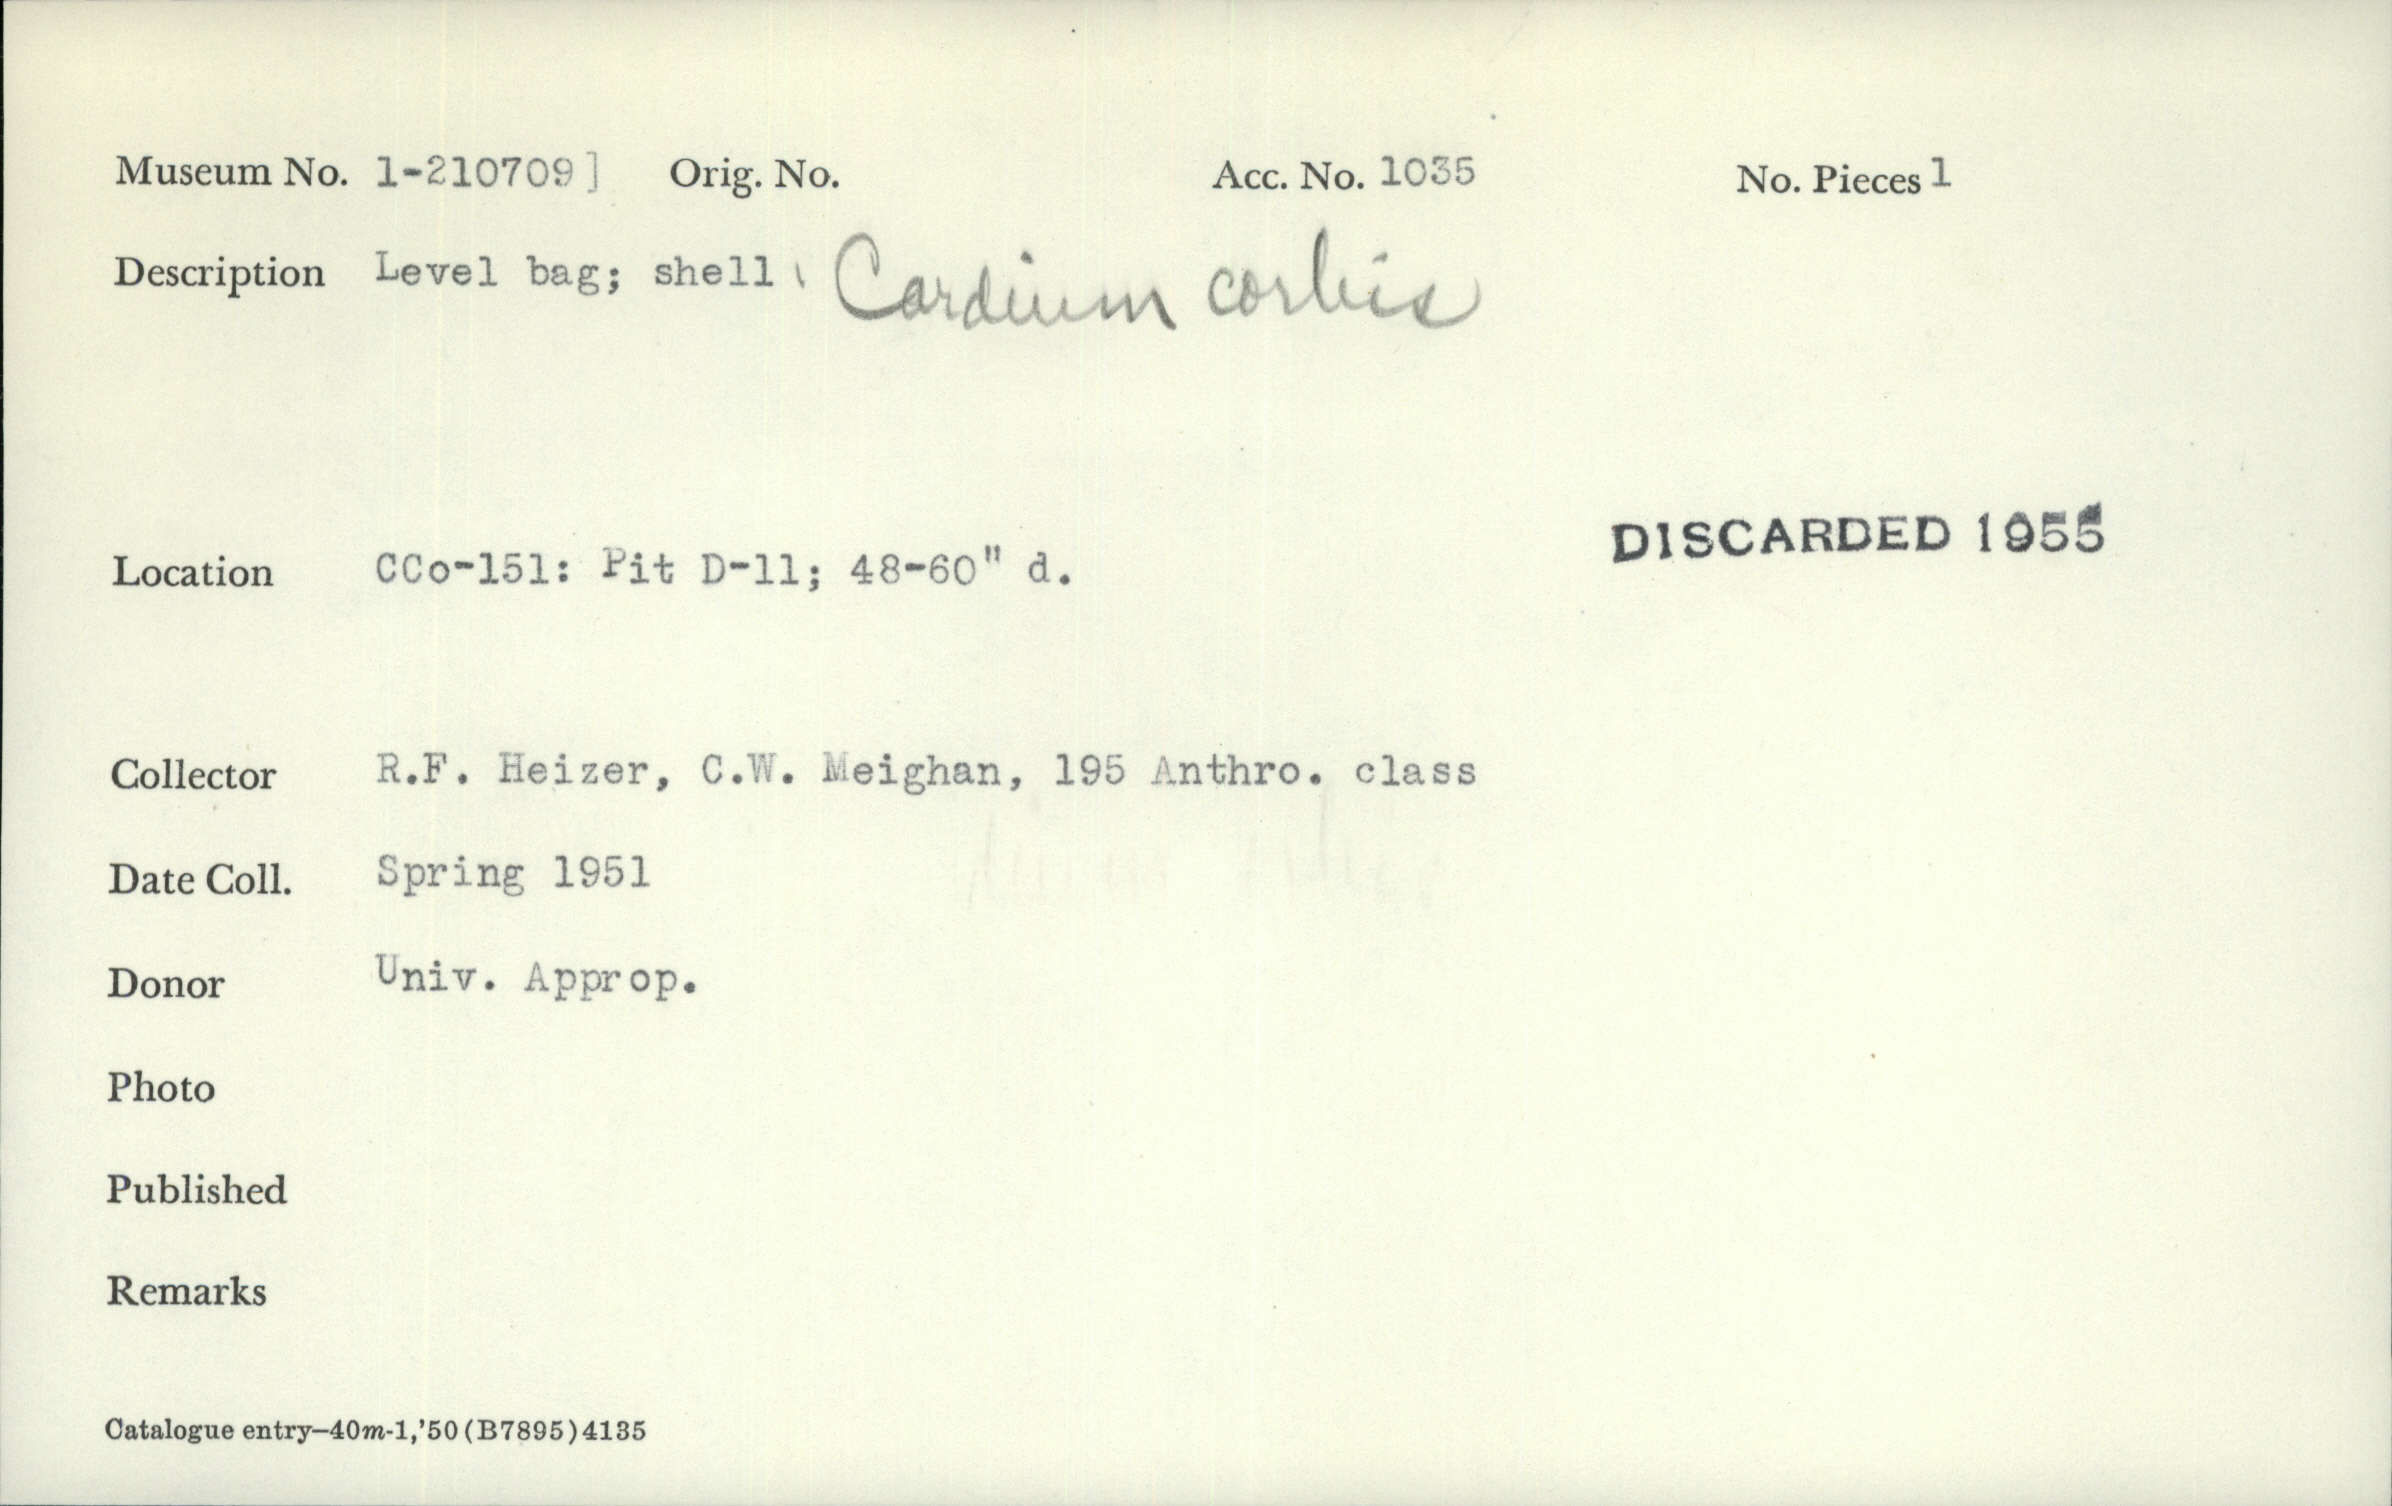 Museum No. 1-210709] Orig. No. Acc. No. 1035 No. Pieces 1
Description Level bag; shell Cardium corbis
DISCARDED 1955
Location CCo-151: Pit D-11; 48-60" d.
Collector R.F. Heizer, C.W. Meighan, 195 Anthro. class
Date Coll. Spring 1951
Donor Univ. Approp.
Photo
Published
Remarks
Catalogue entry—40m-1,'50(B7895)4135